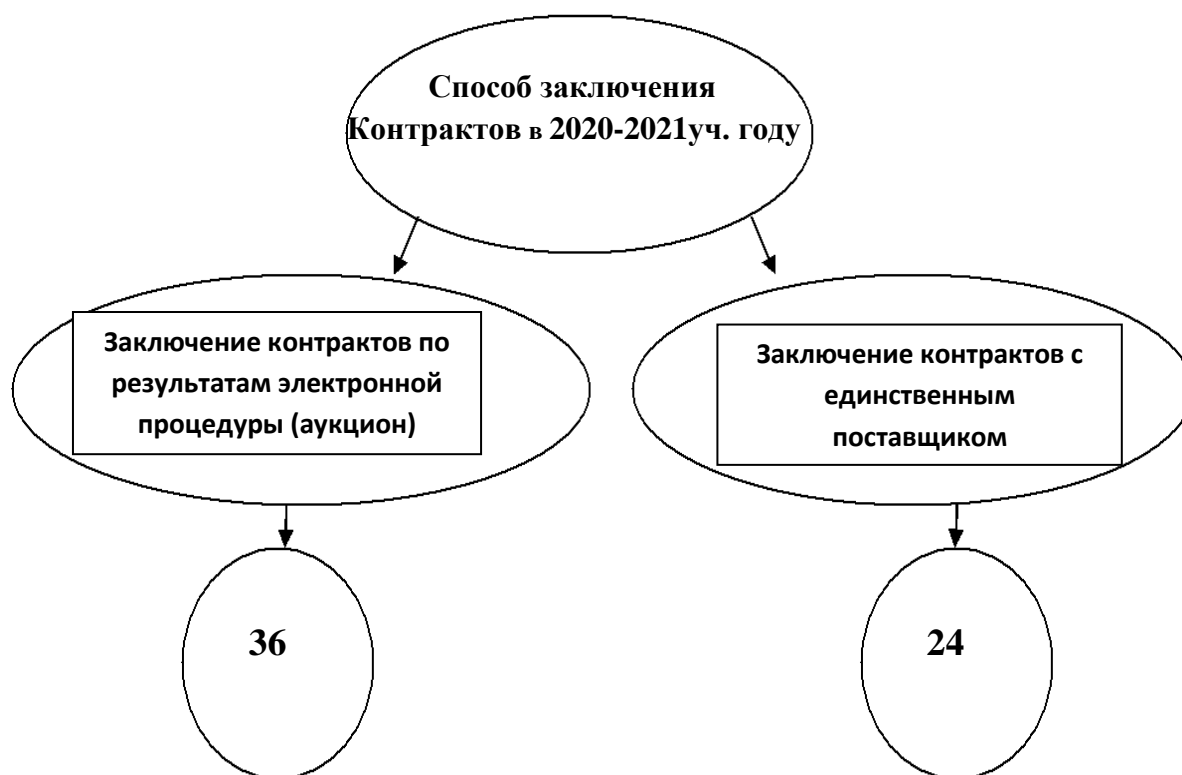 Способ заключения
Контрактов в 2020-2021уч. году
Заключение контрактов по
результатам электронной
процедуры (аукцион)
Заключение контрактов с
единственным
поставщиком
36
24